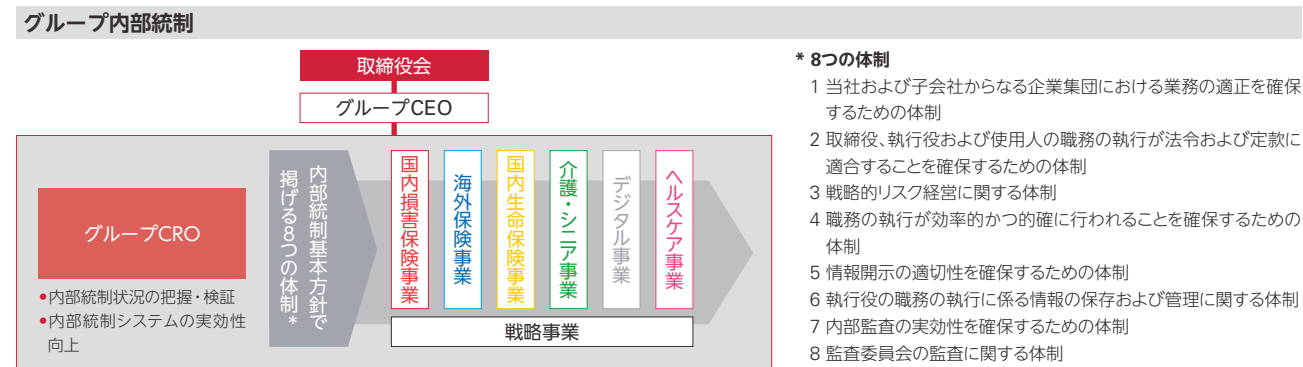 グループ内部統制
取締役会
グループCEO
グループCRO
●内部統制状況の把握・検証
●内部統制システムの実効性
向上
内部統制基本方針で
掲げる8つの体制*
国内損害保険事業
海外保険事業
国内生命保険事業
介護・シニア事業
デジタル事業
ヘルスケア事業
戦略事業
* 8つの体制
1 当社および子会社からなる企業集団における業務の適正を確保
するための体制
2 取締役、執行役および使用人の職務の執行が法令および定款に
適合することを確保するための体制
3 戦略的リスク経営に関する体制
4 職務の執行が効率的かつ的確に行われることを確保するための
体制
5 情報開示の適切性を確保するための体制
6 執行役の職務の執行に係る情報の保存および管理に関する体制
7 内部監査の実効性を確保するための体制
8 監査委員会の監査に関する体制